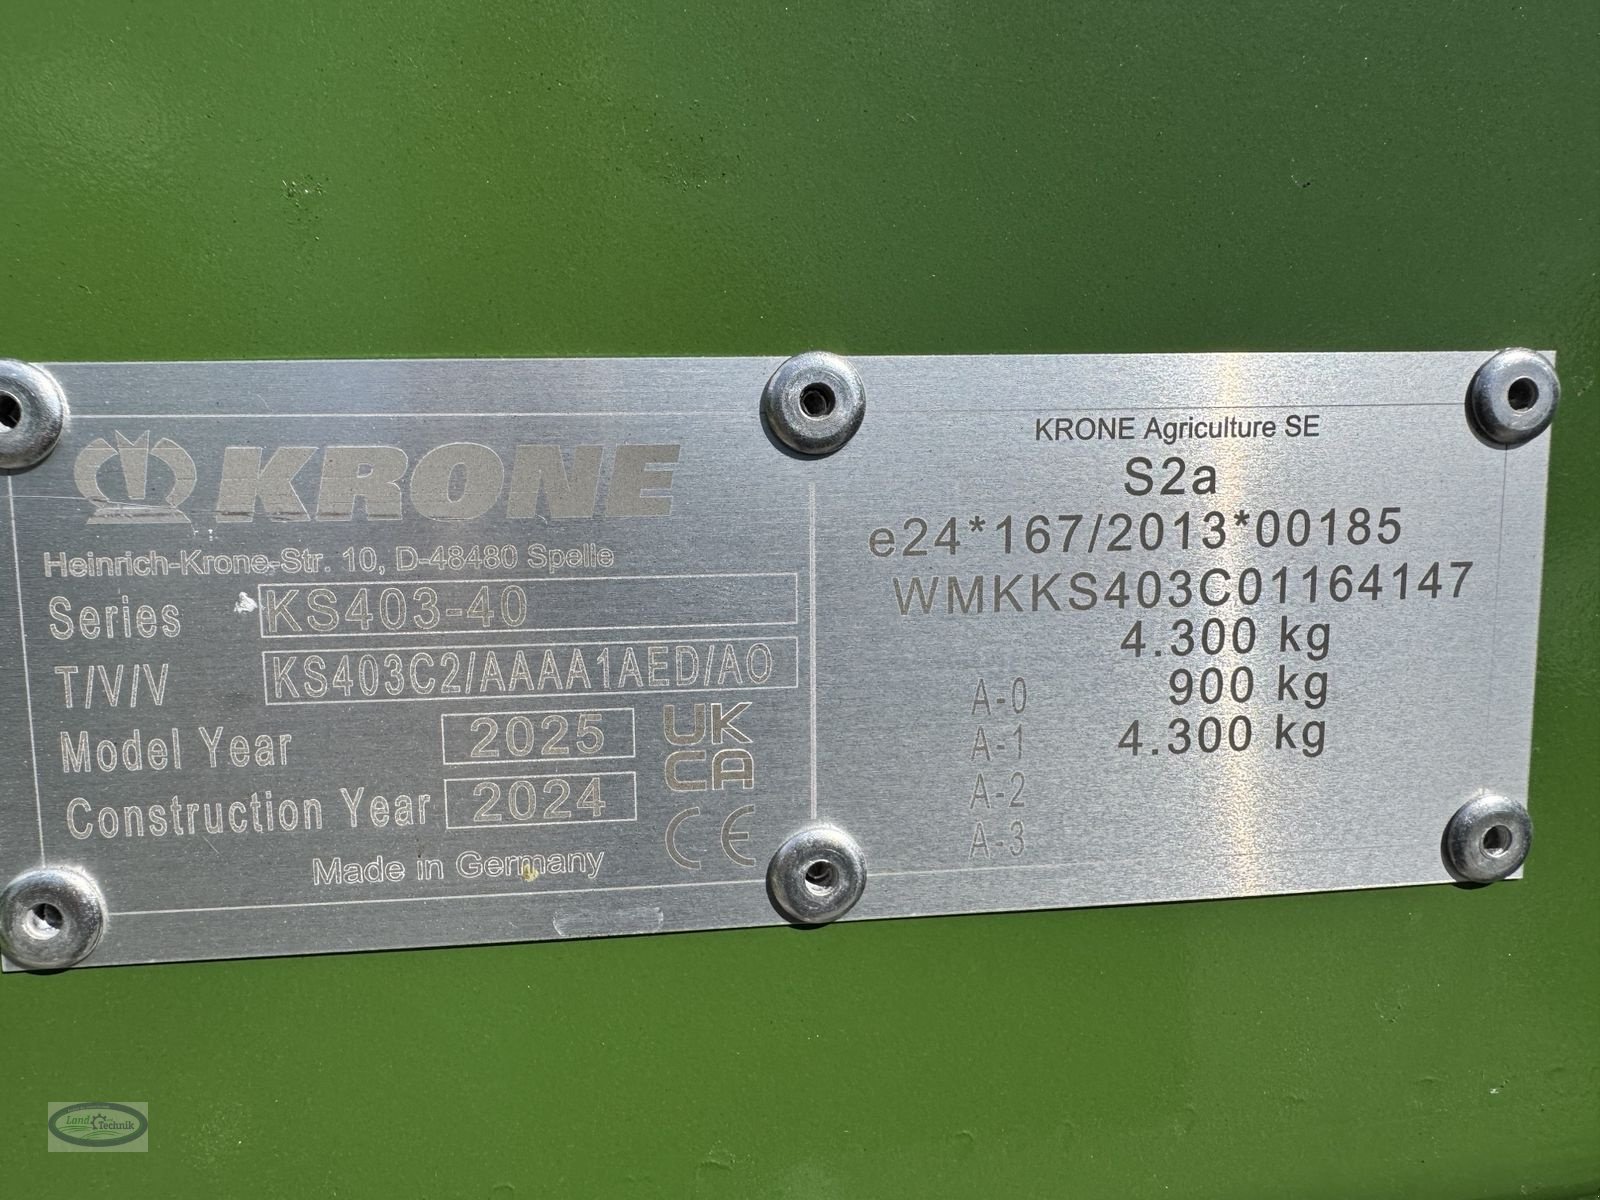 KRONE
Heinrich-Krone-Str. 10, D-48480 Spelle
Series KS403-40
T/V/V KS403C2/AAAA1AED/AO
Model Year 2025
Construction Year 2024
UK
CA
CE
Made in Germany
KRONE Agriculture SE
S2a
e24*167/2013*00185
WMKKS403C01164147
4.300 kg
A-0 900 kg
A-1 4.300 kg
A-2
A-3
Land Technik